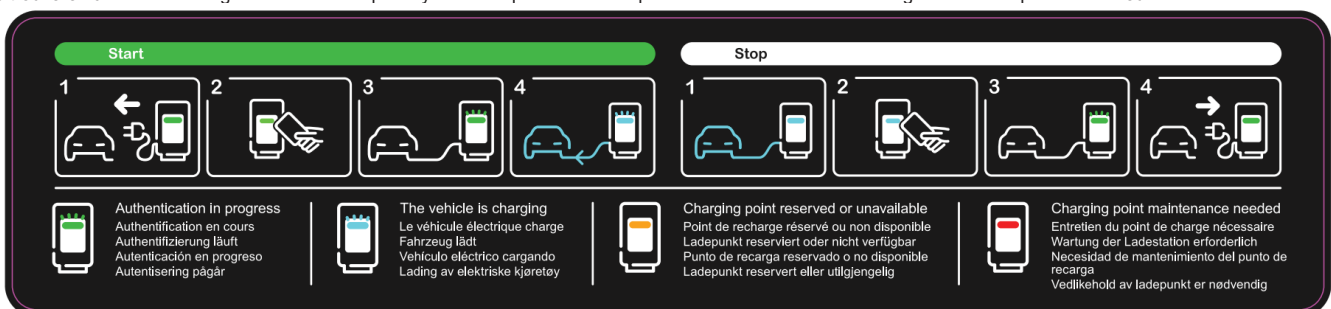 Start
Stop
1
2
3
4
1
2
3
4
Authentication in progress
Authentification en cours
Authentifizierung läuft
Autenticación en progreso
Autentisering pågår
The vehicle is charging
Le véhicule électrique charge
Fahrzeug lädt
Vehículo eléctrico cargando
Lading av elektriske kjøretøy
Charging point reserved or unavailable
Point de recharge réservé ou non disponible
Ladepunkt reserviert oder nicht verfügbar
Punto de recarga reservado o no disponible
Ladepunkt reservert eller utilgjengelig
Charging point maintenance needed
Entretien du point de charge nécessaire
Wartung der Ladestation erforderlich
Necesidad de mantenimiento del punto de
recarga
Vedlikehold av ladepunkt er nødvendig